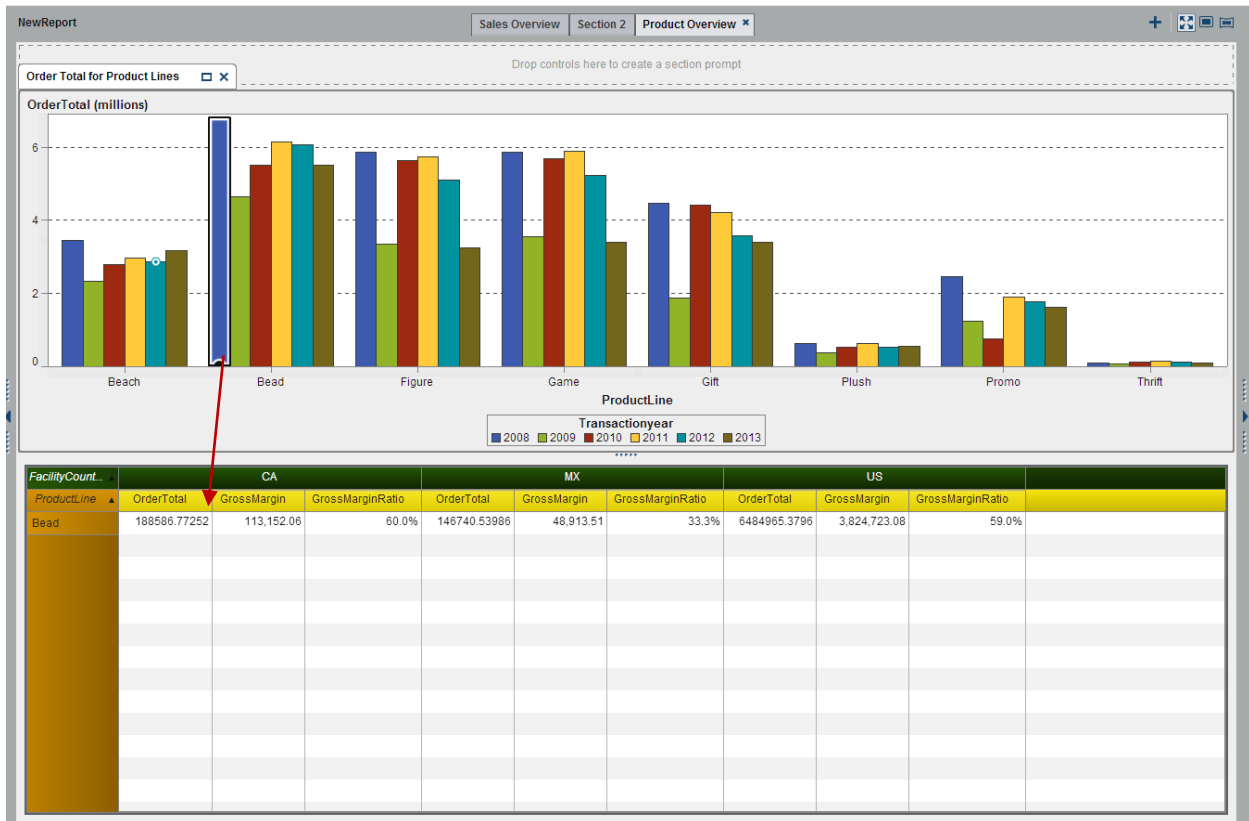 NewReport
Sales Overview Section 2 Product Overview
Drop controls here to create a section prompt
Order Total for Product Lines
OrderTotal (millions)
6
4
2
0
Beach Bead Figure Game Gift Plush Promo Thrift
ProductLine
Transactionyear
2008 2009 2010 2011 2012 2013
FacilityCount... CA MX US
ProductLine OrderTotal GrossMargin GrossMarginRatio OrderTotal GrossMargin GrossMarginRatio OrderTotal GrossMargin GrossMarginRatio
Bead 188586.77252 113,152.06 60.0% 146740.53986 48,913.51 33.3% 6484965.3796 3,824,723.08 59.0%